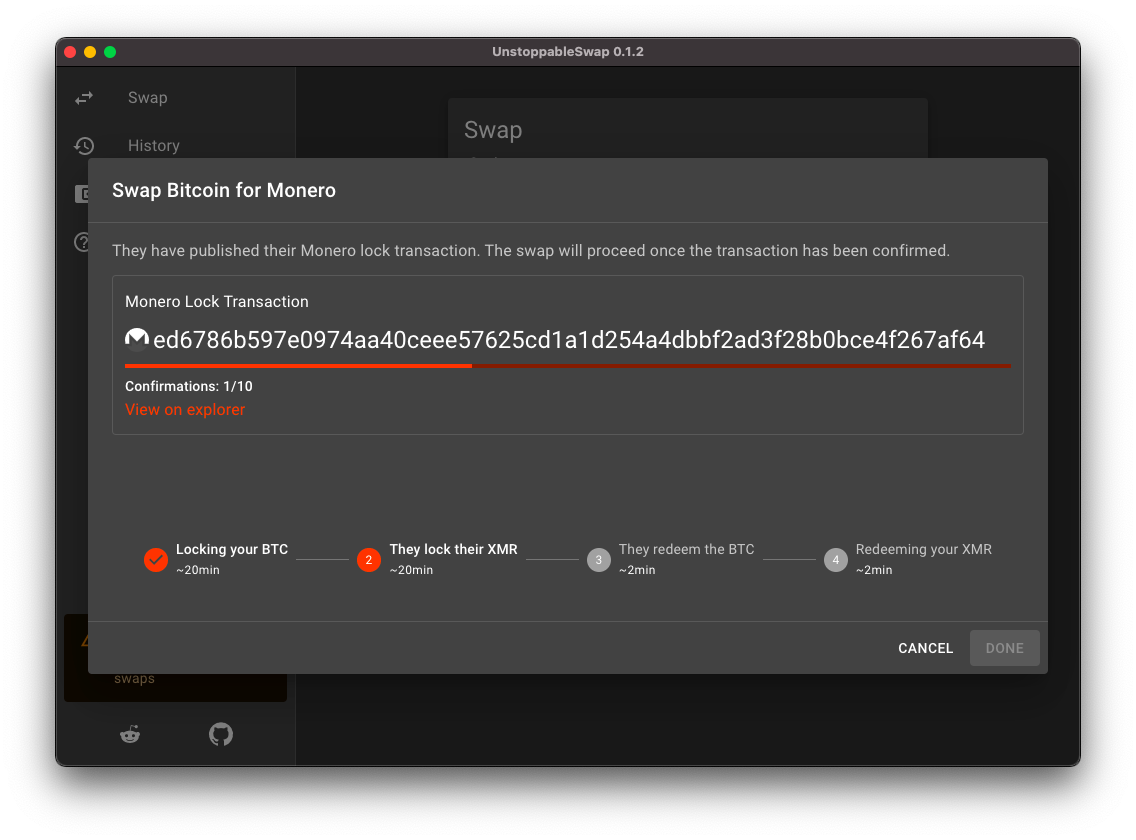 UnstoppableSwap 0.1.2
Swap
History
Swap
Swap Bitcoin for Monero
They have published their Monero lock transaction. The swap will proceed once the transaction has been confirmed.
Monero Lock Transaction
ed6786b597e0974aa40ceee57625cd1a1d254a4dbbf2ad3f28b0bce4f267af64
Confirmations: 1/10
View on explorer
Locking your BTC
~20min
2
They lock their XMR
~20min
3
They redeem the BTC
~2min
4
Redeeming your XMR
~2min
CANCEL
DONE
swaps